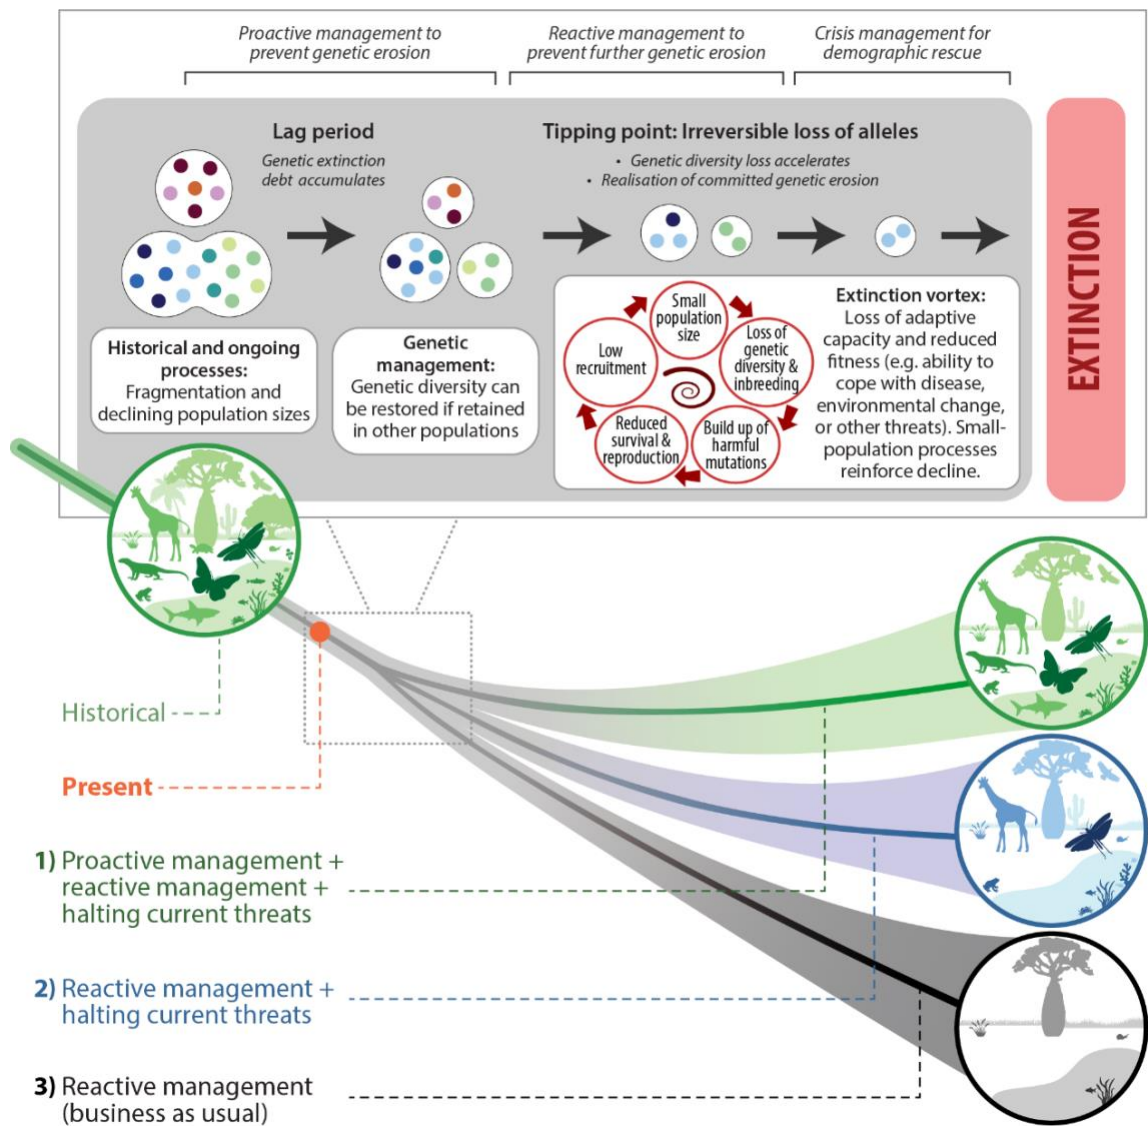 Proactive management to
prevent genetic erosion
Reactive management to
prevent further genetic erosion
Crisis management for
demographic rescue
Lag period
Genetic extinction
debt accumulates
Tipping point: Irreversible loss of alleles
• Genetic diversity loss accelerates
• Realisation of committed genetic erosion
Historical and ongoing
processes:
Fragmentation and
declining population sizes
Genetic
management:
Genetic diversity can
be restored if retained
in other populations
Small
population
size
Loss of
genetic
diversity &
inbreeding
Build up of
harmful
mutations
Reduced
survival &
reproduction
Low
recruitment
Extinction vortex:
Loss of adaptive
capacity and reduced
fitness (e.g. ability to
cope with disease,
environmental change,
or other threats). Small-
population processes
reinforce decline.
EXTINCTION
Historical
Present
1) Proactive management +
reactive management +
halting current threats
2) Reactive management +
halting current threats
3) Reactive management
(business as usual)